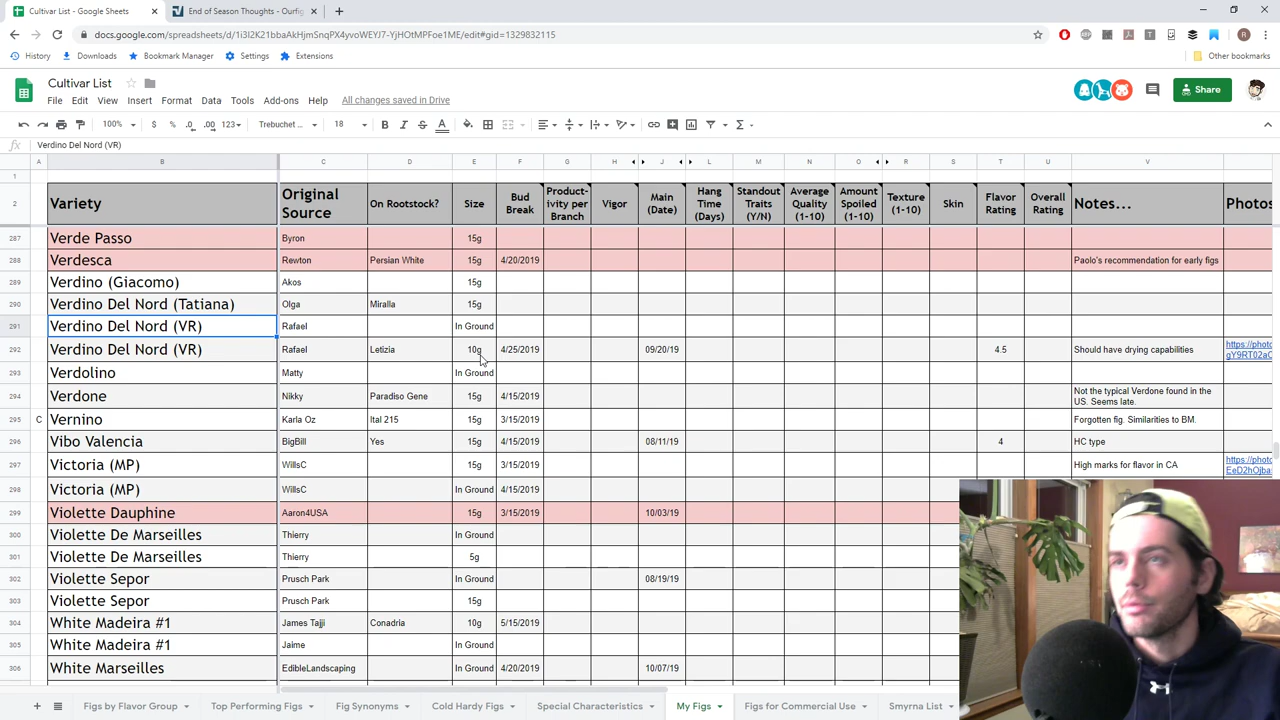 Cultivar List - Google Sheets
End of Season Thoughts - Ourfig
docs.google.com/spreadsheets/d/1i3I2K21bbaAkHjmSnqPX4yvoWEYJ7-YjHOtMPFoe1ME/edit#gid=1329832115
History Downloads Bookmark Manager Settings Extensions Other bookmarks
Cultivar List
File Edit View Insert Format Data Tools Add-ons Help All changes saved in Drive
Share
100% $ % .0 .00 123 Trebuchet ... 18 B I S A
fx Verdino Del Nord (VR)
A B C D E F G H J L M N O R S T U V
1
2 Variety Original Source On Rootstock? Size Bud Break Product-ivity per Branch Vigor Main (Date) Hang Time (Days) Standout Traits (Y/N) Average Quality (1-10) Amount Spoiled (1-10) Texture (1-10) Skin Flavor Rating Overall Rating Notes... Photos
287 Verde Passo Byron 15g
288 Verdesca Rewton Persian White 15g 4/20/2019 Paolo's recommendation for early figs
289 Verdino (Giacomo) Akos 15g
290 Verdino Del Nord (Tatiana) Olga Miralla 15g
291 Verdino Del Nord (VR) Rafael In Ground
292 Verdino Del Nord (VR) Rafael Letizia 10g 4/25/2019 09/20/19 4.5 Should have drying capabilities https://photo gY9RT02aC
293 Verdolino Matty In Ground
294 Verdone Nikky Paradiso Gene 15g 4/15/2019 Not the typical Verdone found in the US. Seems late.
295 C Vernino Karla Oz Ital 215 15g 3/15/2019 Forgotten fig. Similarities to BM.
296 Vibo Valencia BigBill Yes 15g 4/15/2019 08/11/19 4 HC type
297 Victoria (MP) WillsC 15g 3/15/2019 High marks for flavor in CA https://photo EeD2hOjba
298 Victoria (MP) WillsC In Ground 4/15/2019
299 Violette Dauphine Aaron4USA 15g 3/15/2019 10/03/19
300 Violette De Marseilles Thierry In Ground
301 Violette De Marseilles Thierry 5g
302 Violette Sepor Prusch Park In Ground 08/19/19
303 Violette Sepor Prusch Park 15g
304 White Madeira #1 James Tajji Conadria 10g 5/15/2019
305 White Madeira #1 Jaime In Ground
306 White Marseilles EdibleLandscaping In Ground 4/20/2019 10/07/19
Figs by Flavor Group Top Performing Figs Fig Synonyms Cold Hardy Figs Special Characteristics My Figs Figs for Commercial Use Smyrna List